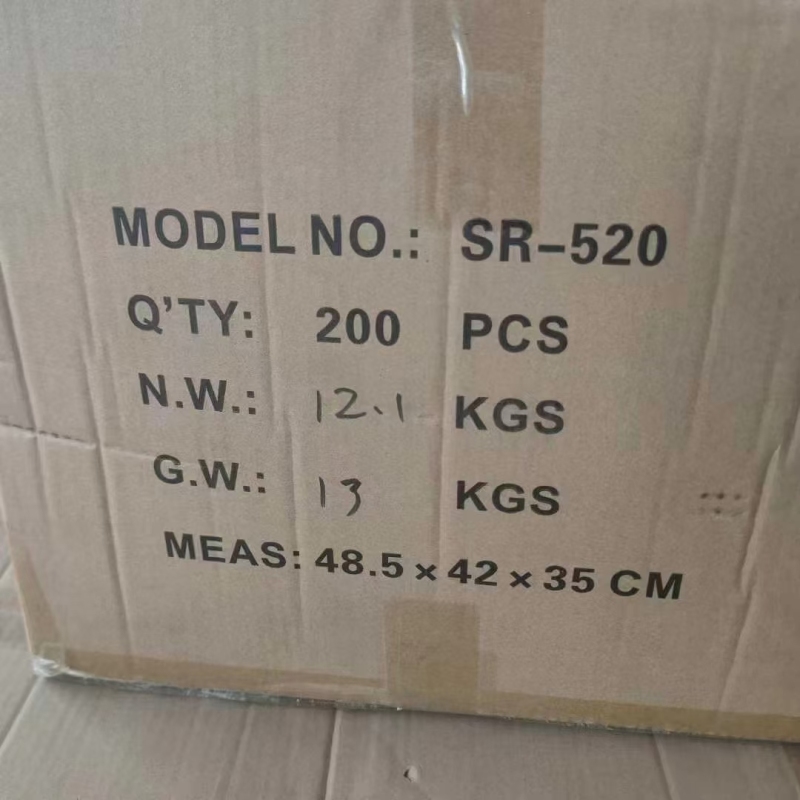 MODEL NO.: SR-520
Q'TY: 200 PCS
N.W.: 12.1 KGS
G.W.: 13 KGS
MEAS: 48.5 × 42 × 35 CM